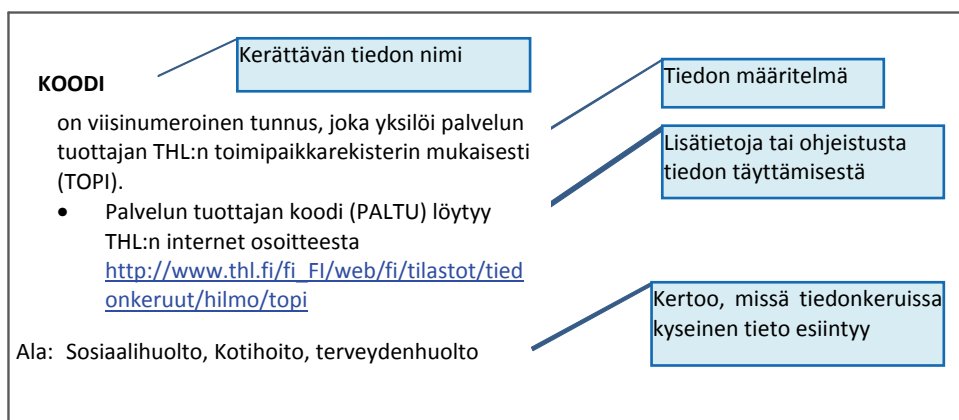 Kerättävän tiedon nimi
KOODI
Tiedon määritelmä
on viisinumeroinen tunnus, joka yksilöi palvelun
tuottajan THL:n toimipaikkarekisterin mukaisesti
(TOPI).
Lisätietoja tai ohjeistusta
tiedon täyttämisestä
• Palvelun tuottajan koodi (PALTU) löytyy
THL:n internet osoitteesta
http://www.thl.fi/fi_FI/web/fi/tilastot/tied
onkeruut/hilmo/topi
Kertoo, missä tiedonkeruissa
kyseinen tieto esiintyy
Ala: Sosiaalihuolto, Kotihoito, terveydenhuolto